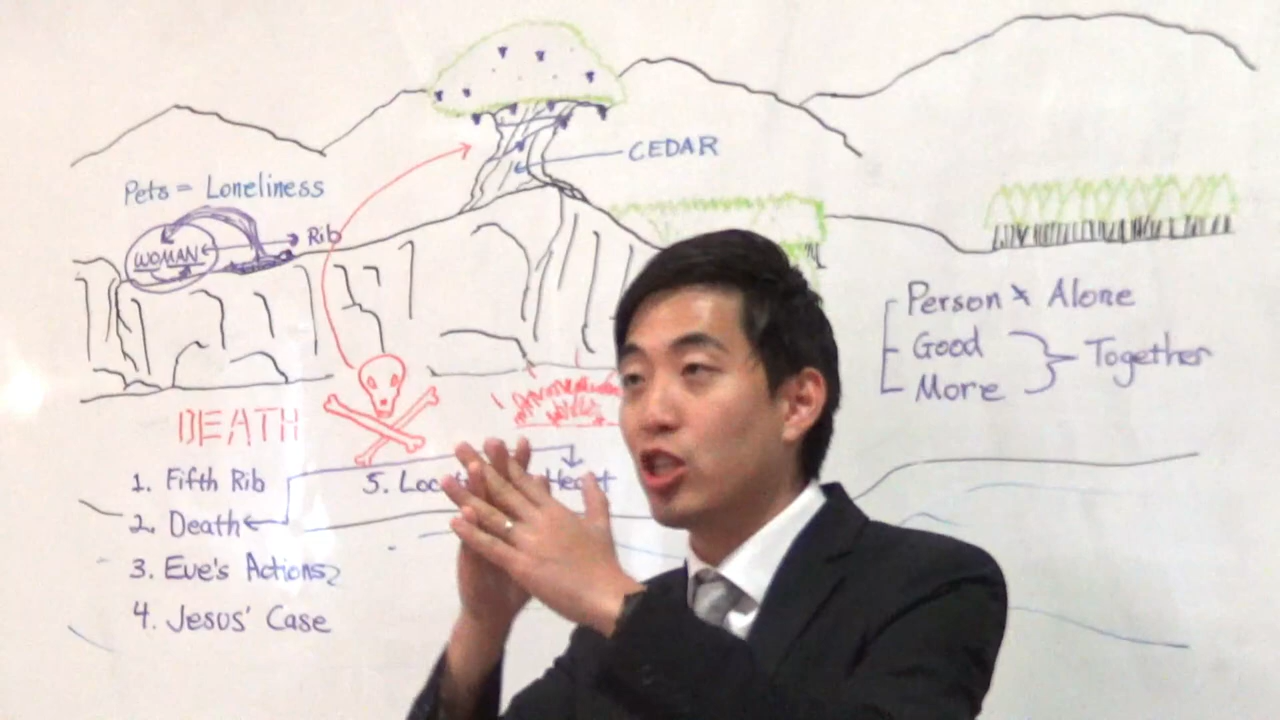 CEDAR
Pets = Loneliness
WOMAN
Rib
Person x Alone
Good
More
Together
DEATH
1. Fifth Rib
2. Death
3. Eve's Actions
4. Jesus' Case
5. Heart